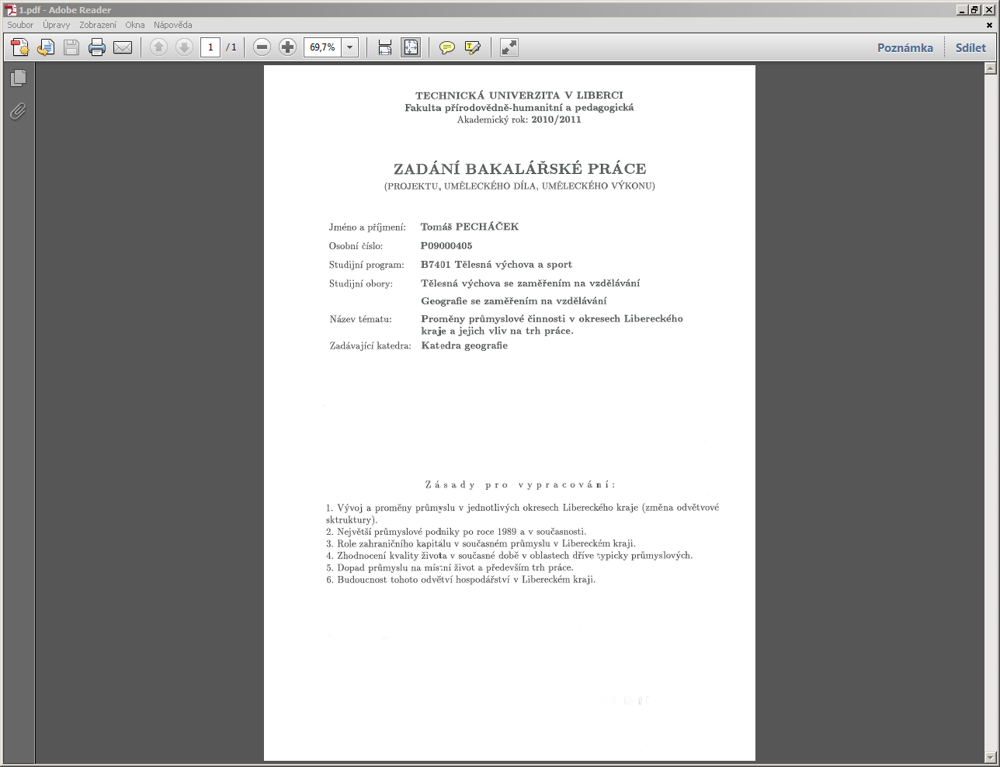 1.pdf - Adobe Reader
Soubor Úpravy Zobrazení Okna Nápověda
1 / 1 69,7% Poznámka Sdílet
TECHNICKÁ UNIVERZITA V LIBERCI
Fakulta přírodovědně-humanitní a pedagogická
Akademický rok: 2010/2011
ZADÁNÍ BAKALÁŘSKÉ PRÁCE
(PROJEKTU, UMĚLECKÉHO DÍLA, UMĚLECKÉHO VÝKONU)
Jméno a příjmení: Tomáš PECHÁČEK
Osobní číslo: P09000405
Studijní program: B7401 Tělesná výchova a sport
Studijní obory: Tělesná výchova se zaměřením na vzdělávání
Geografie se zaměřením na vzdělávání
Název tématu: Proměny průmyslové činnosti v okresech Libereckého
kraje a jejich vliv na trh práce.
Zadávající katedra: Katedra geografie
Zásady pro vypracování:
1. Vývoj a proměny průmyslu v jednotlivých okresech Libereckého kraje (změna odvětvové
sktruktury).
2. Největší průmyslové podniky po roce 1989 a v současnosti.
3. Role zahraničního kapitálu v současném průmyslu v Libereckém kraji.
4. Zhodnocení kvality života v současné době v oblastech dříve typicky průmyslových.
5. Dopad průmyslu na místní život a především trh práce.
6. Budoucnost tohoto odvětví hospodářství v Libereckém kraji.